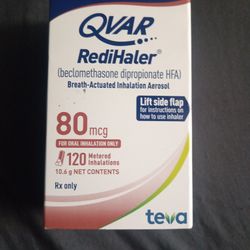 QVAR
RediHaler®
(beclomethasone dipropionate HFA)
Breath-Actuated Inhalation Aerosol
Lift side flap
for instructions on
how to use inhaler
80 mcg
FOR ORAL INHALATION ONLY
120 Metered
Inhalations
10.6 g NET CONTENTS
Rx only
teva